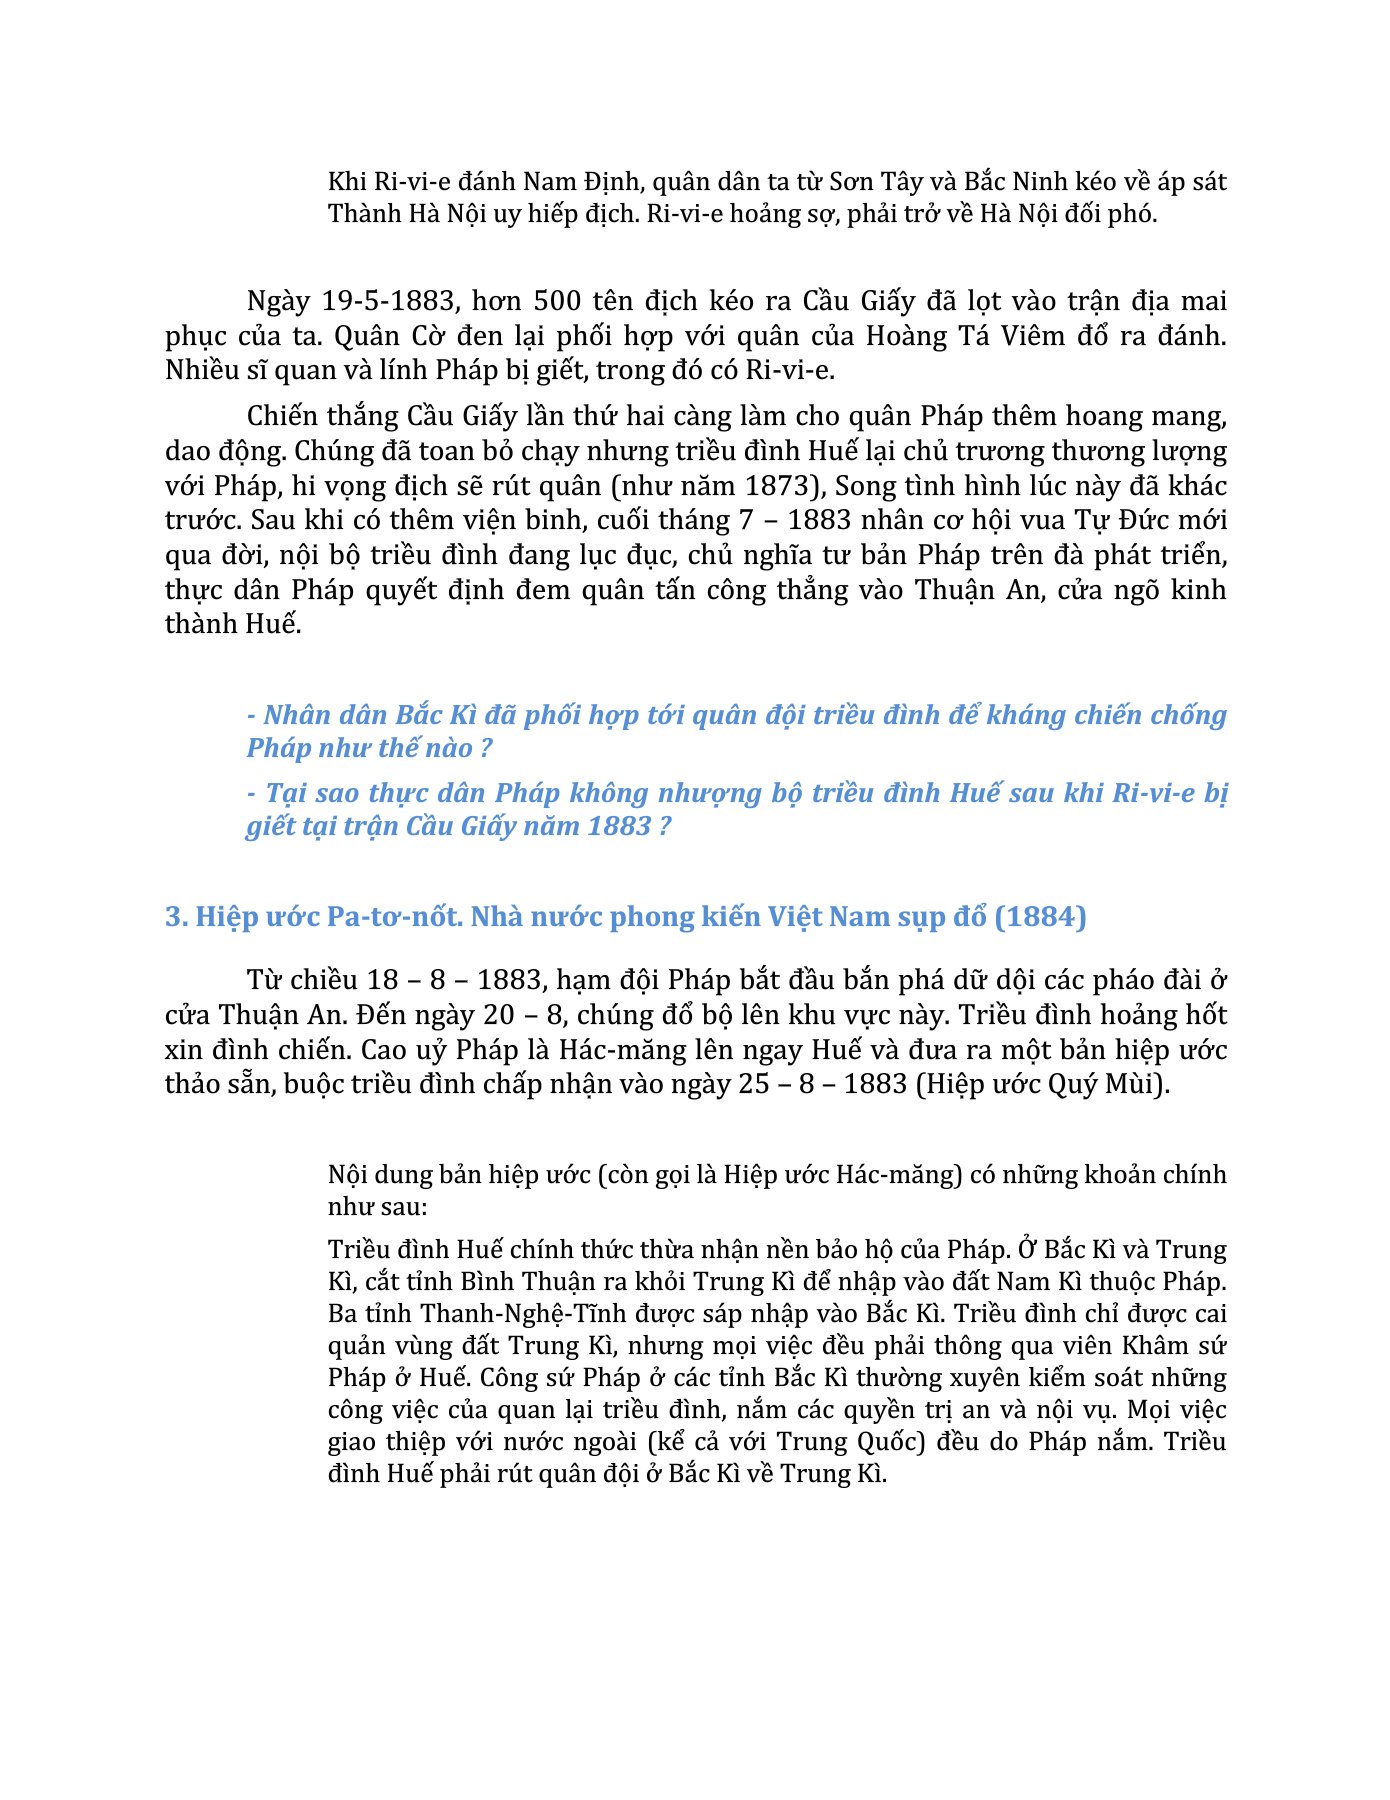 Khi Ri-vi-e đánh Nam Định, quân dân ta từ Sơn Tây và Bắc Ninh kéo về áp sát
Thành Hà Nội uy hiếp địch. Ri-vi-e hoảng sợ, phải trở về Hà Nội đối phó.
Ngày 19-5-1883, hơn 500 tên địch kéo ra Cầu Giấy đã lọt vào trận địa mai
phục của ta. Quân Cờ đen lại phối hợp với quân của Hoàng Tá Viêm đổ ra đánh.
Nhiều sĩ quan và lính Pháp bị giết, trong đó có Ri-vi-e.
Chiến thắng Cầu Giấy lần thứ hai càng làm cho quân Pháp thêm hoang mang,
dao động. Chúng đã toan bỏ chạy nhưng triều đình Huế lại chủ trương thương lượng
với Pháp, hi vọng địch sẽ rút quân (như năm 1873), Song tình hình lúc này đã khác
trước. Sau khi có thêm viện binh, cuối tháng 7 – 1883 nhân cơ hội vua Tự Đức mới
qua đời, nội bộ triều đình đang lục đục, chủ nghĩa tư bản Pháp trên đà phát triển,
thực dân Pháp quyết định đem quân tấn công thẳng vào Thuận An, cửa ngõ kinh
thành Huế.
- Nhân dân Bắc Kì đã phối hợp tới quân đội triều đình để kháng chiến chống
Pháp như thế nào ?
- Tại sao thực dân Pháp không nhượng bộ triều đình Huế sau khi Ri-vi-e bị
giết tại trận Cầu Giấy năm 1883 ?
3. Hiệp ước Pa-tơ-nốt. Nhà nước phong kiến Việt Nam sụp đổ (1884)
Từ chiều 18 – 8 – 1883, hạm đội Pháp bắt đầu bắn phá dữ dội các pháo đài ở
cửa Thuận An. Đến ngày 20 – 8, chúng đổ bộ lên khu vực này. Triều đình hoảng hốt
xin đình chiến. Cao uỷ Pháp là Hác-măng lên ngay Huế và đưa ra một bản hiệp ước
thảo sẵn, buộc triều đình chấp nhận vào ngày 25 – 8 – 1883 (Hiệp ước Quý Mùi).
Nội dung bản hiệp ước (còn gọi là Hiệp ước Hác-măng) có những khoản chính
như sau:
Triều đình Huế chính thức thừa nhận nền bảo hộ của Pháp. Ở Bắc Kì và Trung
Kì, cắt tỉnh Bình Thuận ra khỏi Trung Kì để nhập vào đất Nam Kì thuộc Pháp.
Ba tỉnh Thanh-Nghệ-Tĩnh được sáp nhập vào Bắc Kì. Triều đình chỉ được cai
quản vùng đất Trung Kì, nhưng mọi việc đều phải thông qua viên Khâm sứ
Pháp ở Huế. Công sứ Pháp ở các tỉnh Bắc Kì thường xuyên kiểm soát những
công việc của quan lại triều đình, nắm các quyền trị an và nội vụ. Mọi việc
giao thiệp với nước ngoài (kể cả với Trung Quốc) đều do Pháp nắm. Triều
đình Huế phải rút quân đội ở Bắc Kì về Trung Kì.